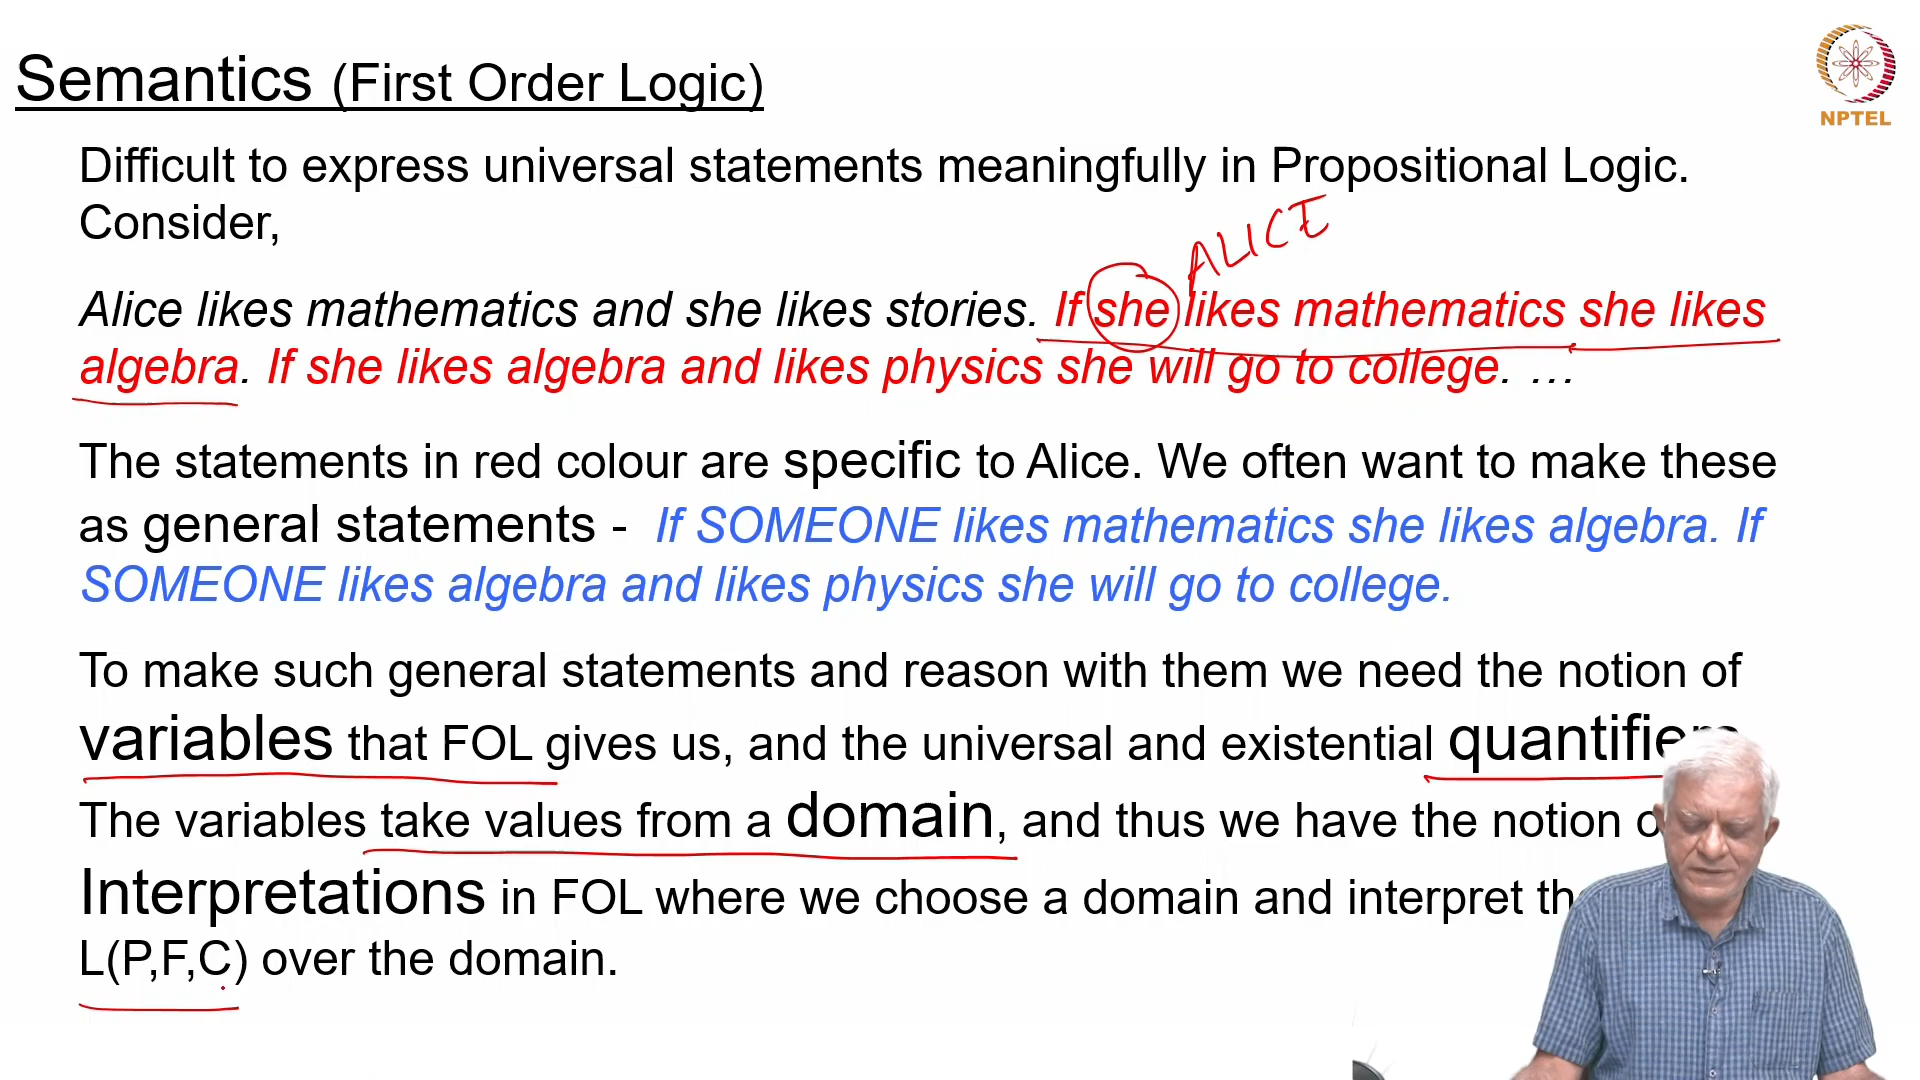 Semantics (First Order Logic)
NPTEL
Difficult to express universal statements meaningfully in Propositional Logic.
Consider,
ALICE
Alice likes mathematics and she likes stories. If she likes mathematics she likes
algebra. If she likes algebra and likes physics she will go to college. …
The statements in red colour are specific to Alice. We often want to make these
as general statements - If SOMEONE likes mathematics she likes algebra. If
SOMEONE likes algebra and likes physics she will go to college.
To make such general statements and reason with them we need the notion of
variables that FOL gives us, and the universal and existential
The variables take values from a domain, and thus we have the notion
Interpretations in FOL where we choose a domain and interpret
L(P,F,C) over the domain.